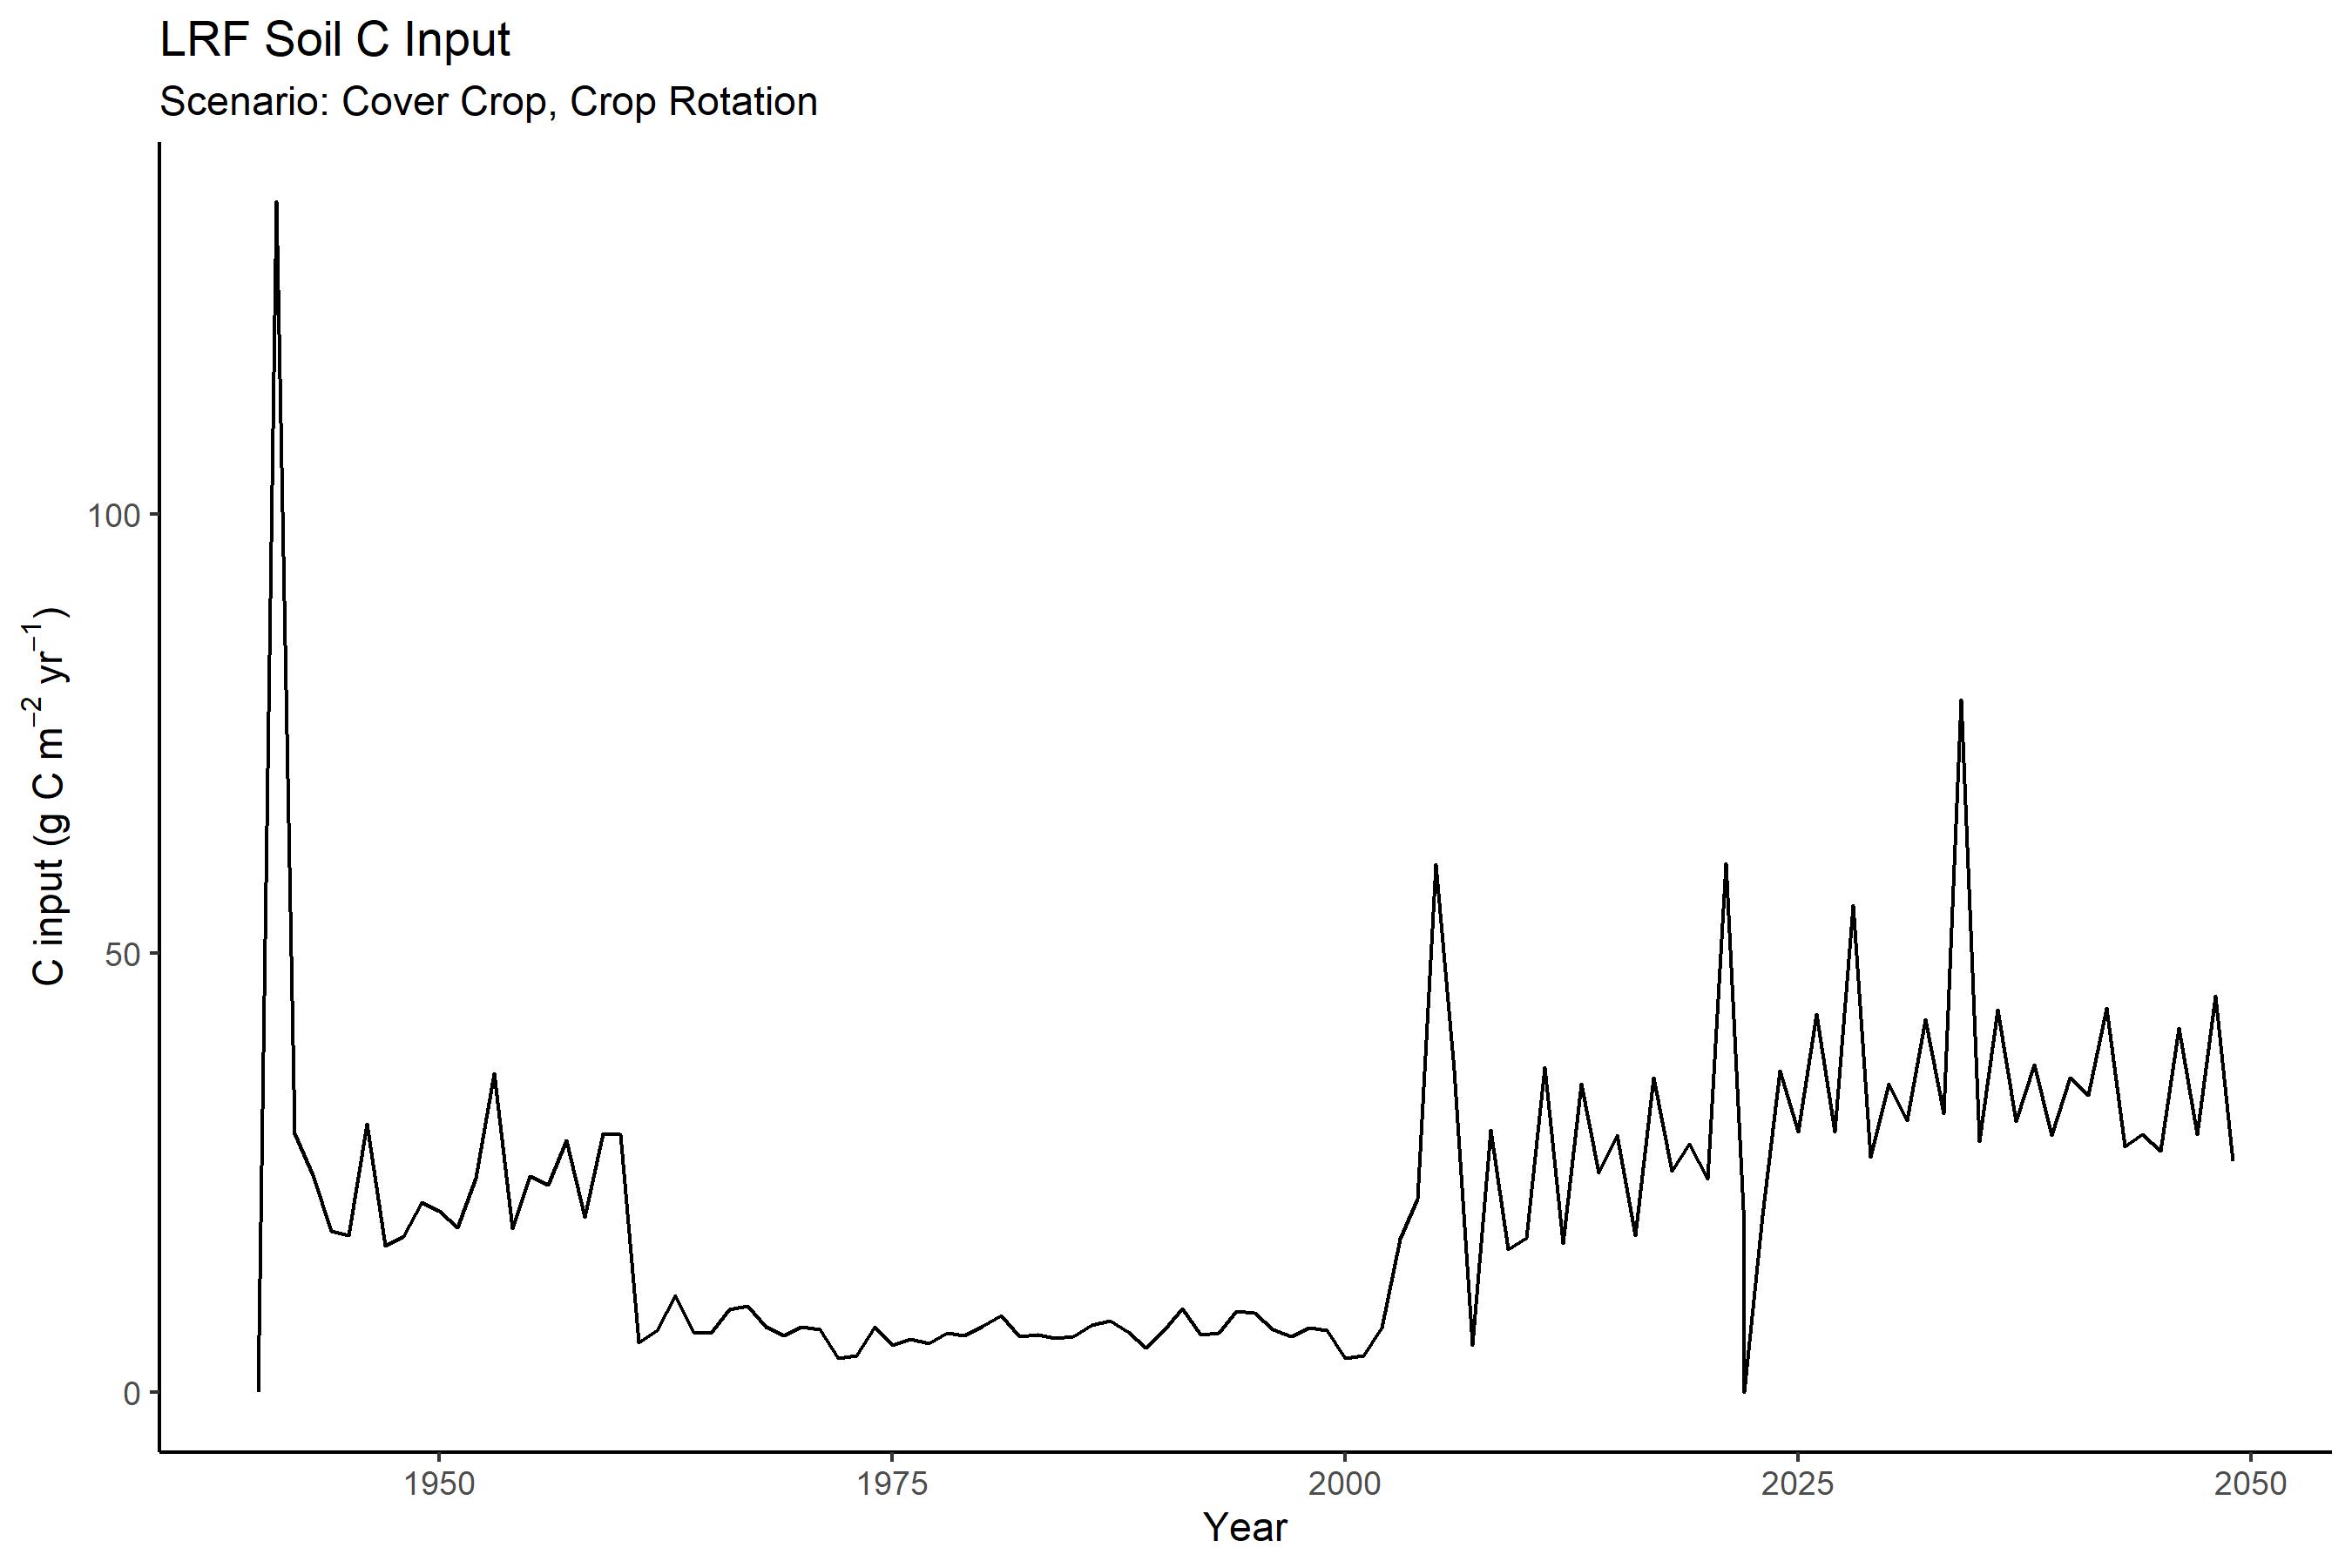 LRF Soil C Input
Scenario: Cover Crop, Crop Rotation
C input (g C m⁻² yr⁻¹)
100
50
0
1950 1975 2000 2025 2050
Year